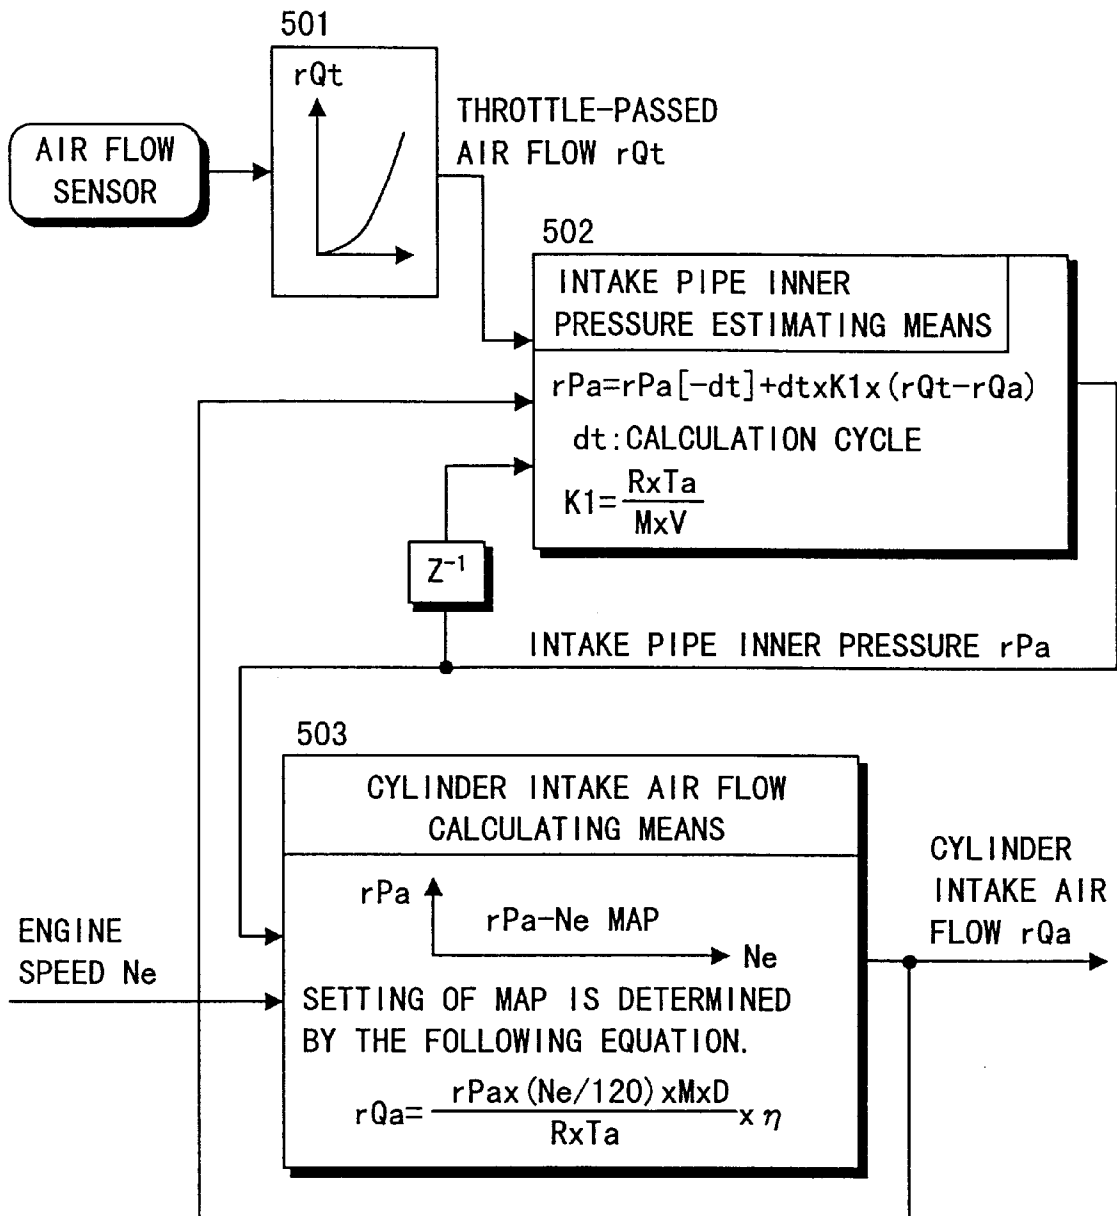 501
rQt
AIR FLOW
SENSOR
THROTTLE-PASSED
AIR FLOW rQt
502
INTAKE PIPE INNER
PRESSURE ESTIMATING MEANS
rPa=rPa[-dt]+dtxK1x(rQt-rQa)
dt:CALCULATION CYCLE
K1=RxTa/MxV
Z⁻¹
INTAKE PIPE INNER PRESSURE rPa
503
CYLINDER INTAKE AIR FLOW
CALCULATING MEANS
rPa
rPa-Ne MAP
Ne
ENGINE
SPEED Ne
SETTING OF MAP IS DETERMINED
BY THE FOLLOWING EQUATION.
rQa=rPax(Ne/120)xMxD/RxTa x η
CYLINDER
INTAKE AIR
FLOW rQa